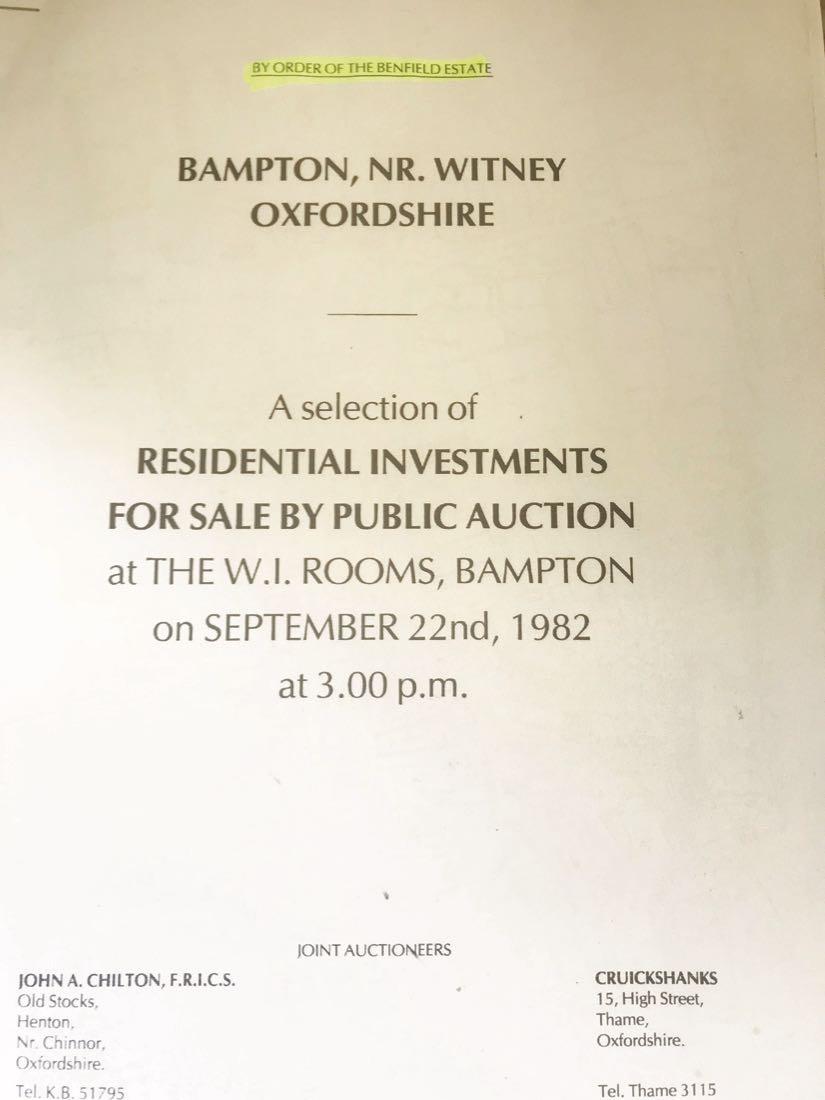 BY ORDER OF THE BENFIELD ESTATE
BAMPTON, NR. WITNEY
OXFORDSHIRE
A selection of
RESIDENTIAL INVESTMENTS
FOR SALE BY PUBLIC AUCTION
at THE W.I. ROOMS, BAMPTON
on SEPTEMBER 22nd, 1982
at 3.00 p.m.
JOINT AUCTIONEERS
JOHN A. CHILTON, F.R.I.C.S.
Old Stocks,
Henton,
Nr. Chinnor,
Oxfordshire.
Tel. K.B. 51795
CRUICKSHANKS
15, High Street,
Thame,
Oxfordshire.
Tel. Thame 3115